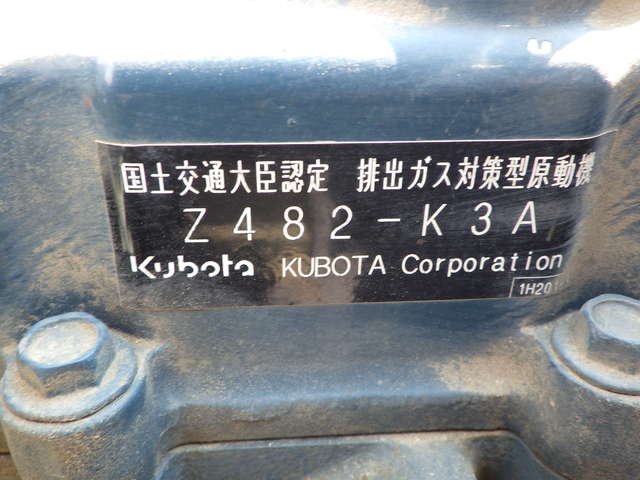 国土交通大臣認定 排出ガス対策型原動機
Z482-K3A
Kubota KUBOTA Corporation
1H201